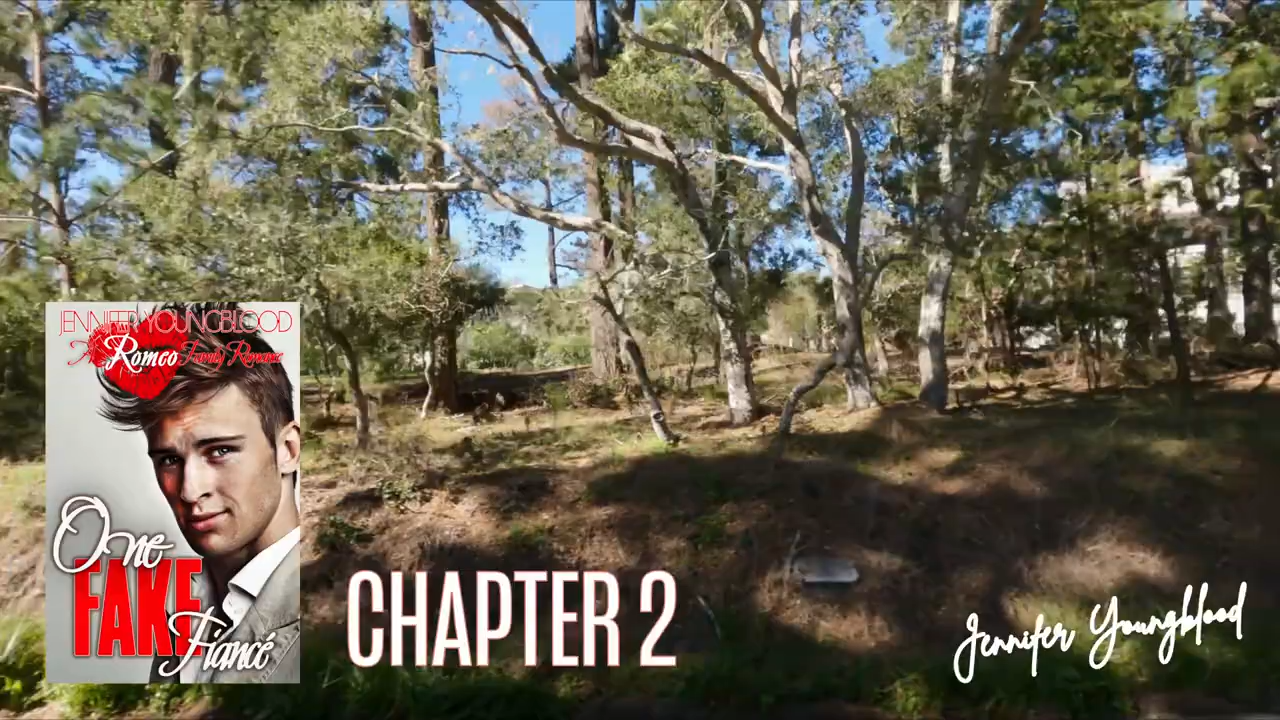 JENNIFER YOUNGBLOOD
A Romeo Family Romance
One
FAKE
Fiancé
CHAPTER 2
Jennifer Youngblood